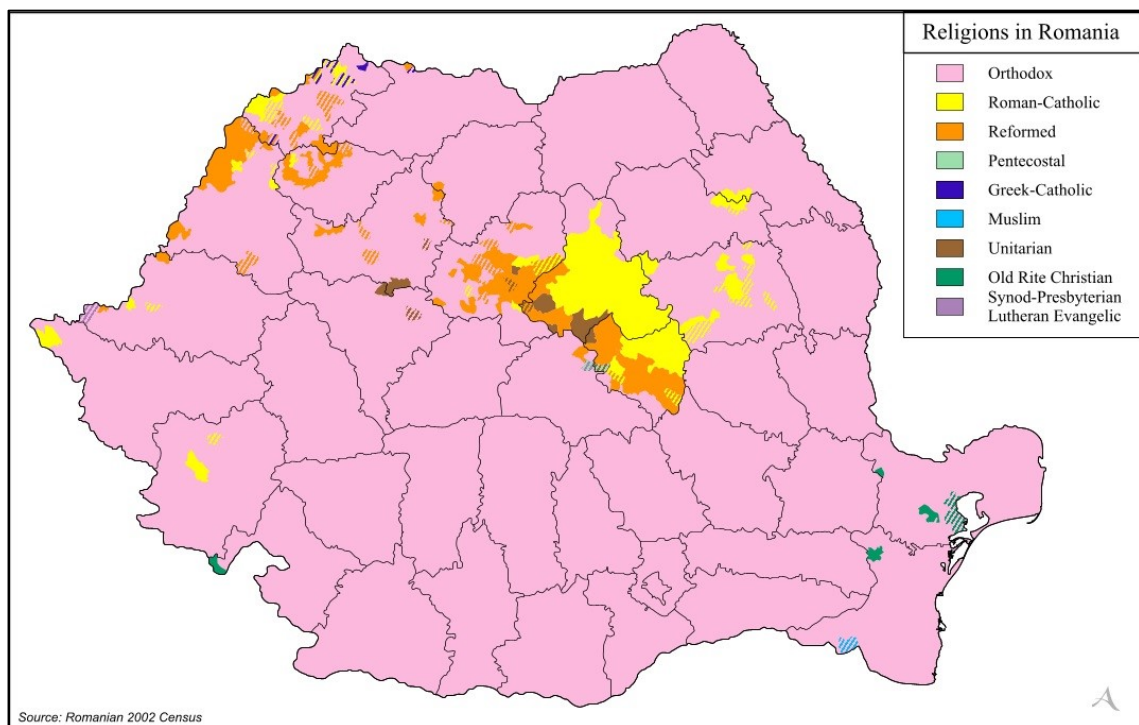 Religions in Romania
Orthodox
Roman-Catholic
Reformed
Pentecostal
Greek-Catholic
Muslim
Unitarian
Old Rite Christian
Synod-Presbyterian
Lutheran Evangelic
Source: Romanian 2002 Census
A